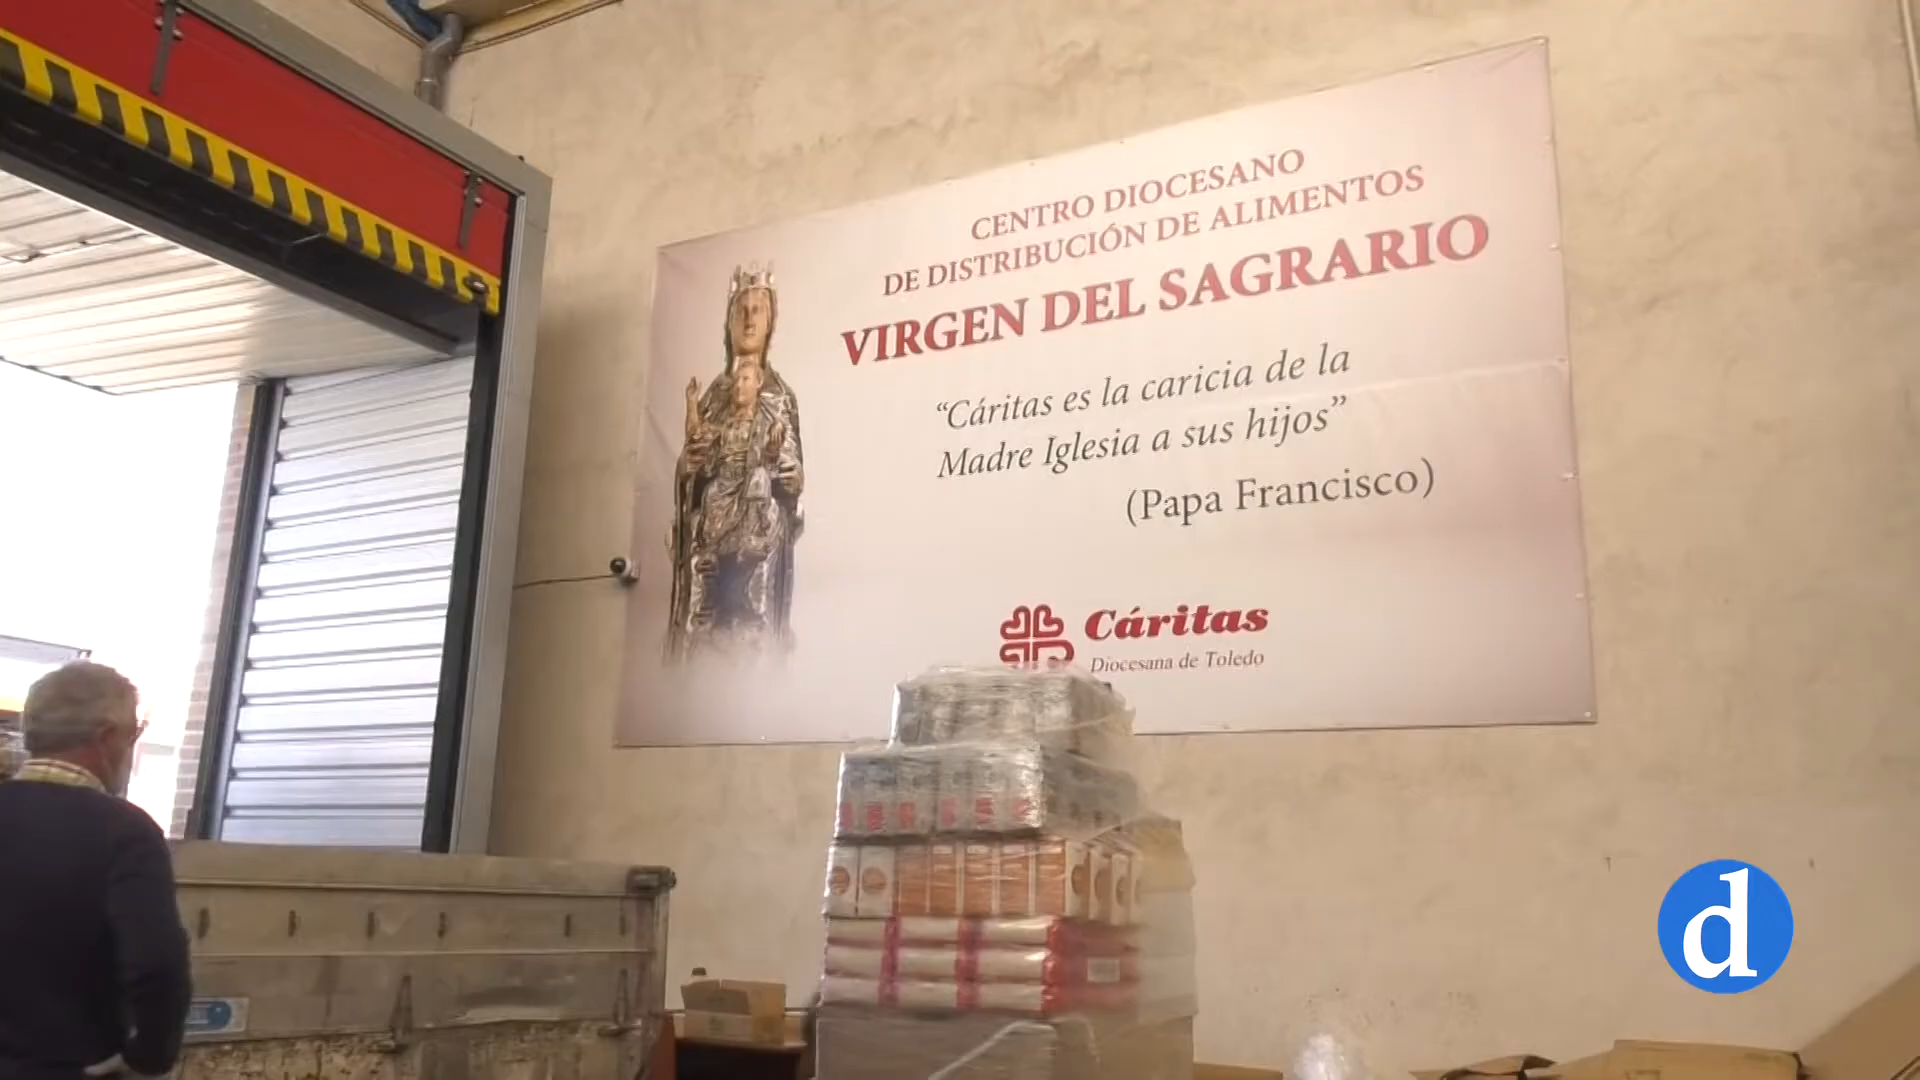 CENTRO DIOCESANO
DE DISTRIBUCIÓN DE ALIMENTOS
VIRGEN DEL SAGRARIO
“Cáritas es la caricia de la
Madre Iglesia a sus hijos”
(Papa Francisco)
Cáritas
Diocesana de Toledo
d